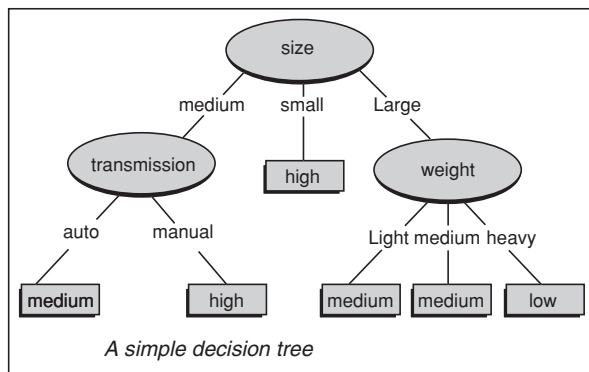 size
medium small Large
transmission
high
weight
auto manual
Light medium heavy
medium high medium medium low
A simple decision tree